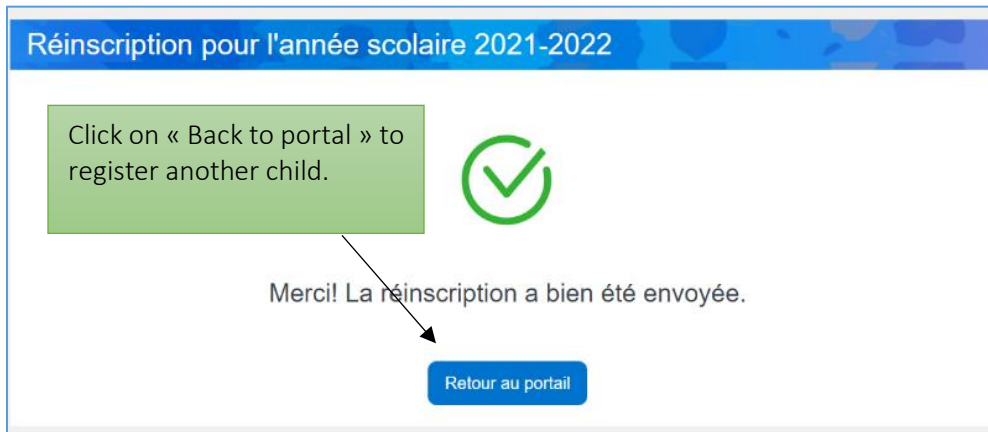 Réinscription pour l'année scolaire 2021-2022
Click on « Back to portal » to
register another child.
Merci! La réinscription a bien été envoyée.
Retour au portail